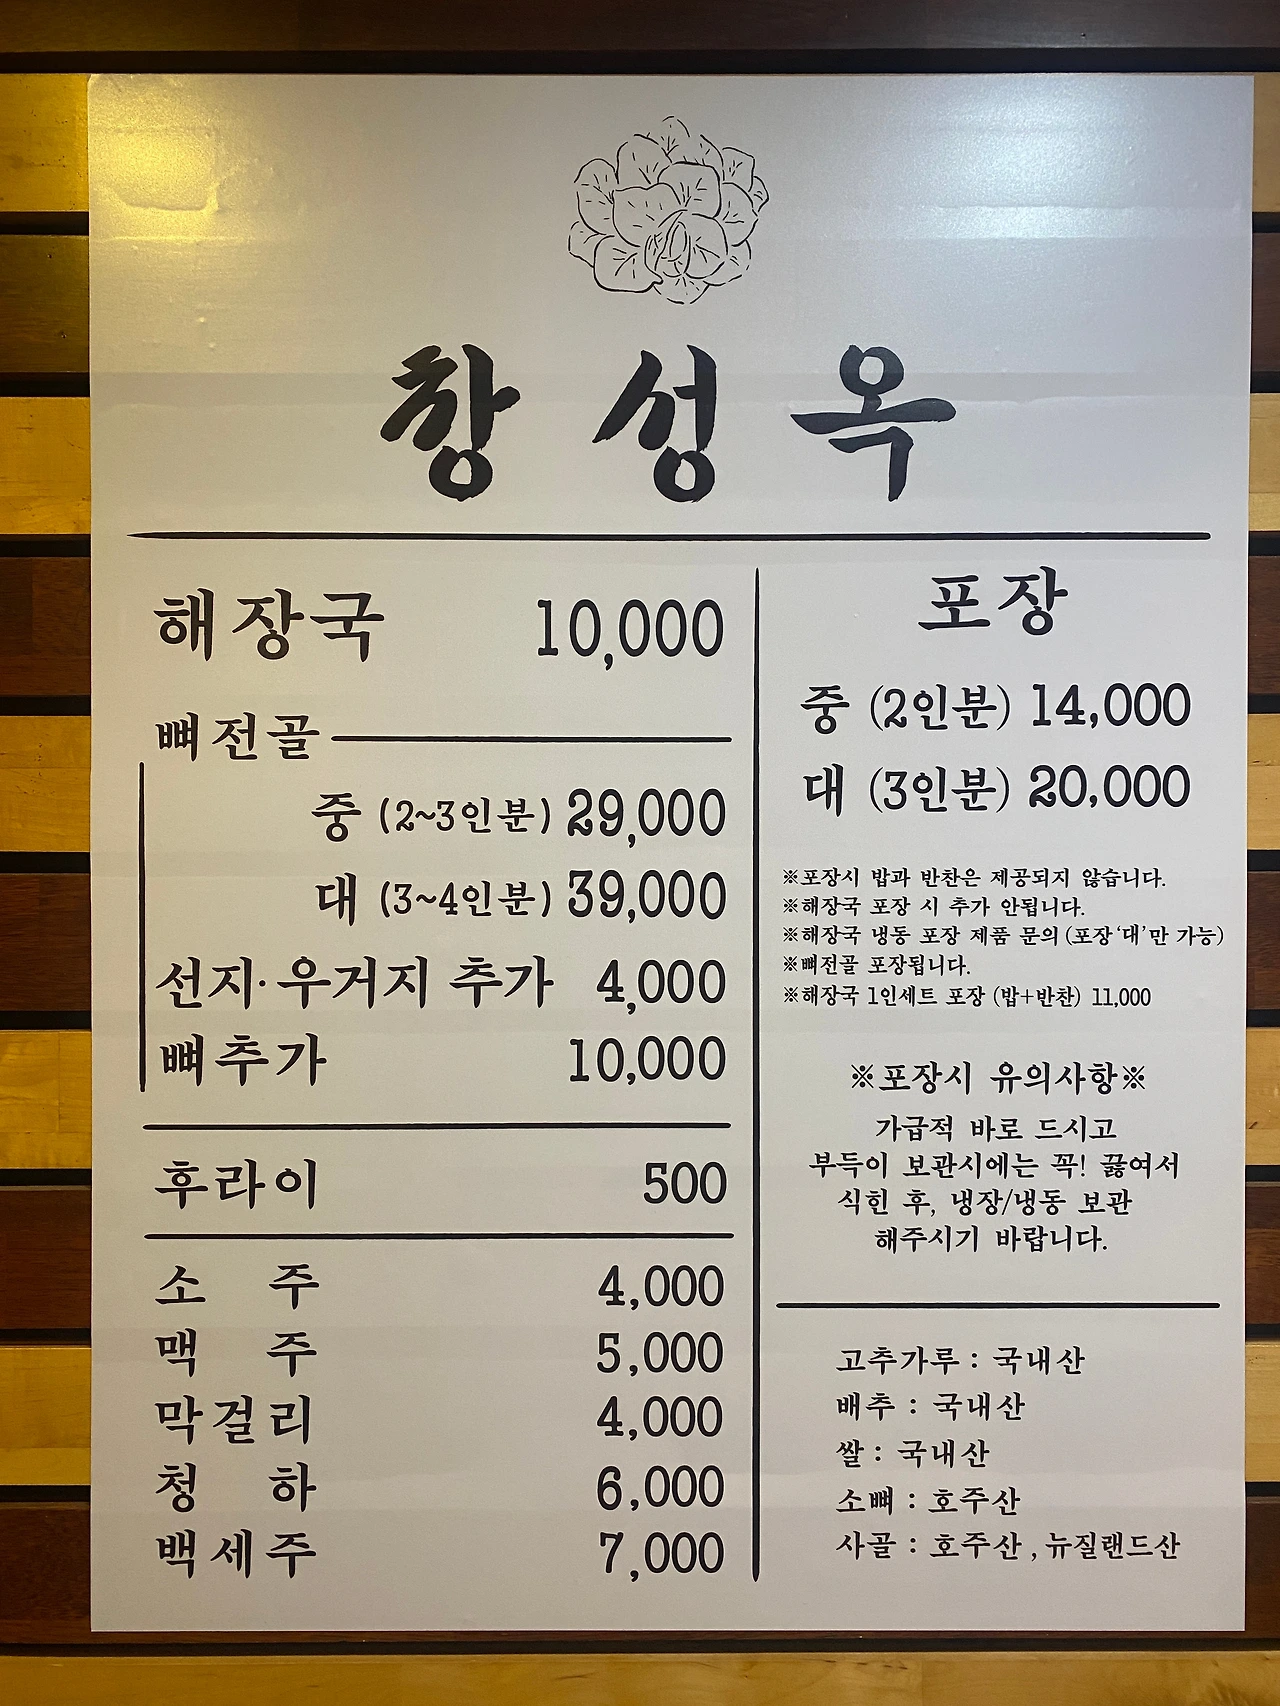 창성옥
해장국 10,000
뼈전골
중 (2~3인분) 29,000
대 (3~4인분) 39,000
선지·우거지 추가 4,000
뼈추가 10,000
후라이 500
소 주 4,000
맥 주 5,000
막걸리 4,000
청 하 6,000
백세주 7,000
포장
중 (2인분) 14,000
대 (3인분) 20,000
※포장시 밥과 반찬은 제공되지 않습니다.
※해장국 포장 시 추가 안됩니다.
※해장국 냉동 포장 제품 문의 (포장 '대'만 가능)
※뼈전골 포장됩니다.
※해장국 1인세트 포장 (밥+반찬) 11,000
※포장시 유의사항※
가급적 바로 드시고
부득이 보관시에는 꼭! 끓여서
식힌 후, 냉장/냉동 보관
해주시기 바랍니다.
고추가루 : 국내산
배추 : 국내산
쌀 : 국내산
소뼈 : 호주산
사골 : 호주산 , 뉴질랜드산